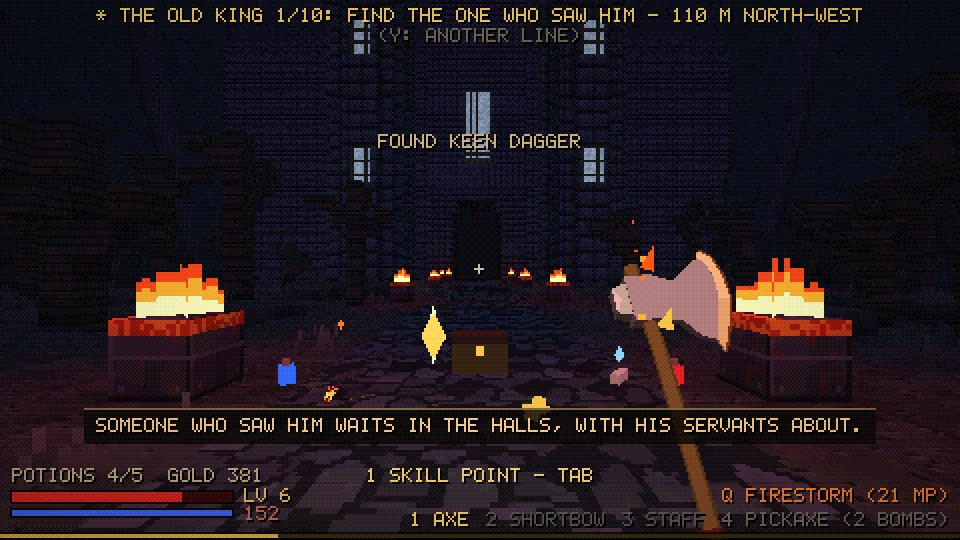 * THE OLD KING 1/10: FIND THE ONE WHO SAW HIM - 110 M NORTH-WEST
(Y: ANOTHER LINE)
FOUND KEEN DAGGER
SOMEONE WHO SAW HIM WAITS IN THE HALLS, WITH HIS SERVANTS ABOUT.
POTIONS 4/5 GOLD 381
1 SKILL POINT - TAB
LV 6
152
Q FIRESTORM (21 MP)
1 AXE 2 SHORTBOW 3 STAFF 4 PICKAXE (2 BOMBS)